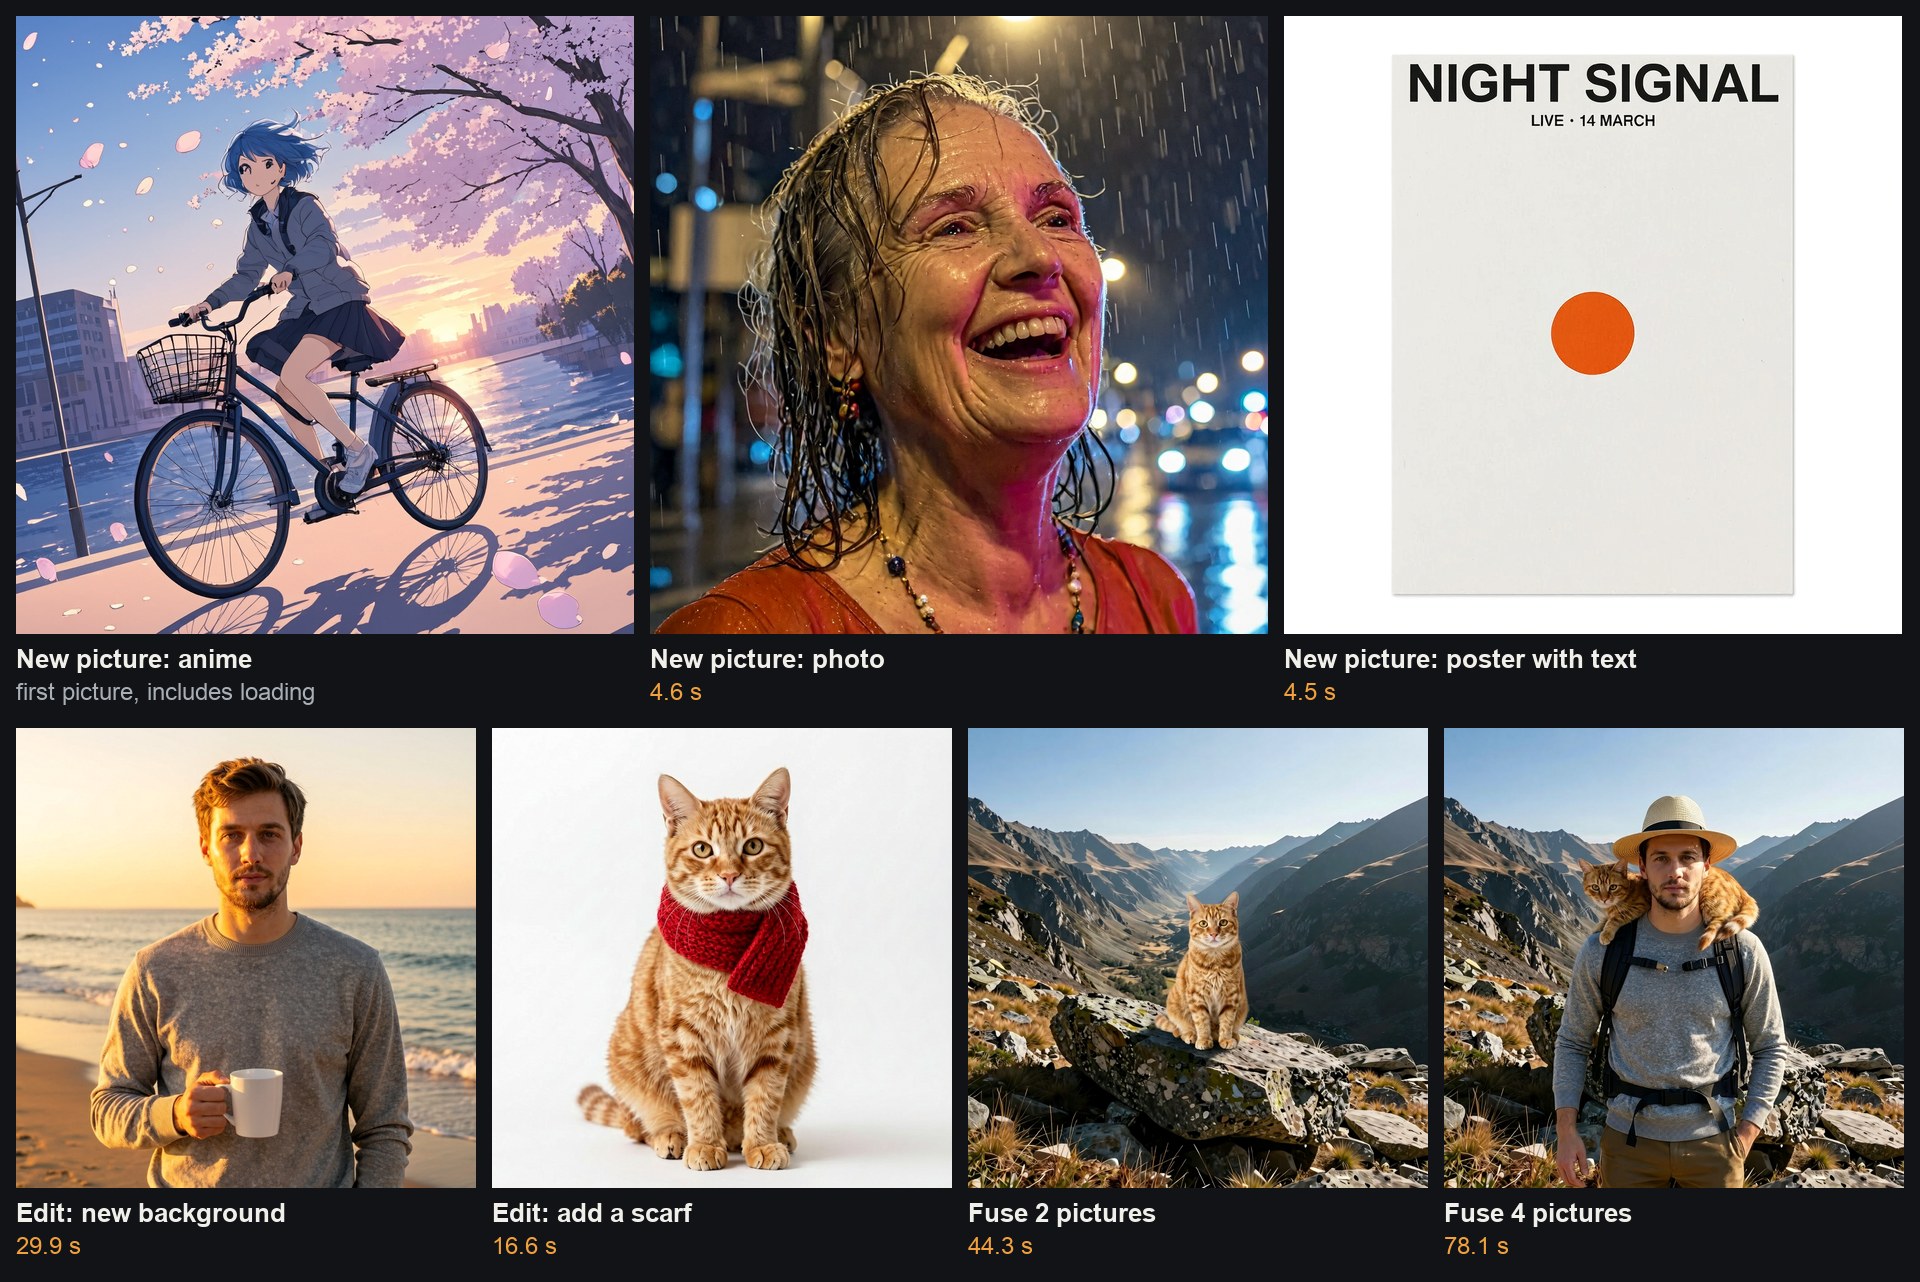 NIGHT SIGNAL
LIVE · 14 MARCH
New picture: anime
first picture, includes loading
New picture: photo
4.6 s
New picture: poster with text
4.5 s
Edit: new background
29.9 s
Edit: add a scarf
16.6 s
Fuse 2 pictures
44.3 s
Fuse 4 pictures
78.1 s